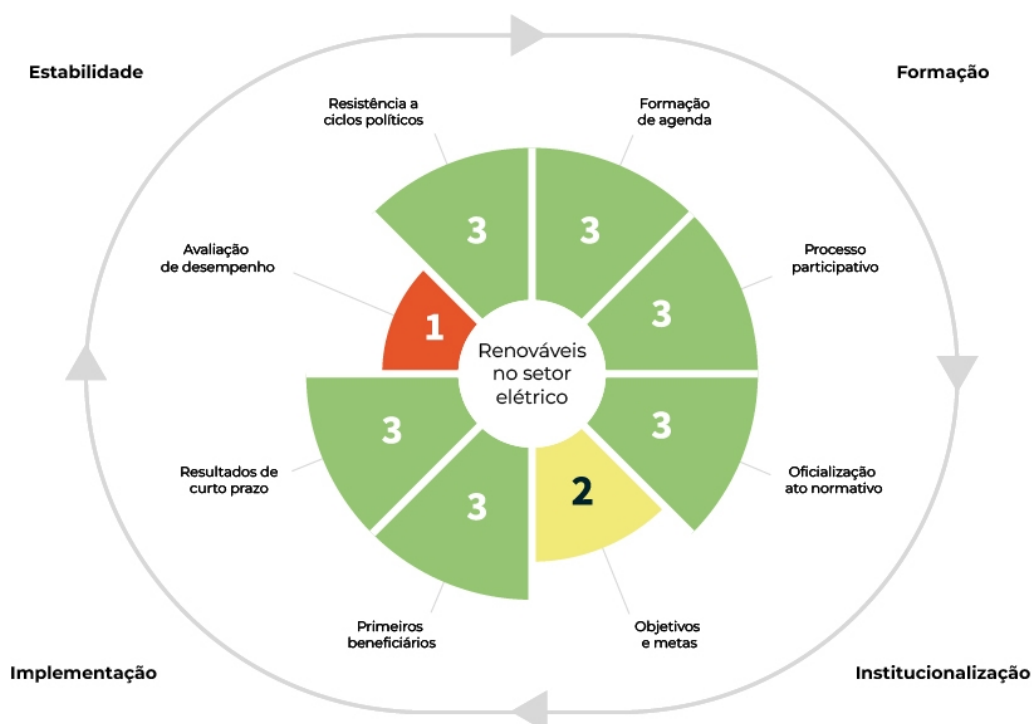 Estabilidade
Formação
Resistência a
ciclos políticos
Formação
de agenda
3
3
Avaliação
de desempenho
Processo
participativo
1
3
Renováveis
no setor
elétrico
3
3
Resultados de
curto prazo
Oficialização
ato normativo
3
2
Primeiros
beneficiários
Objetivos
e metas
Implementação
Institucionalização